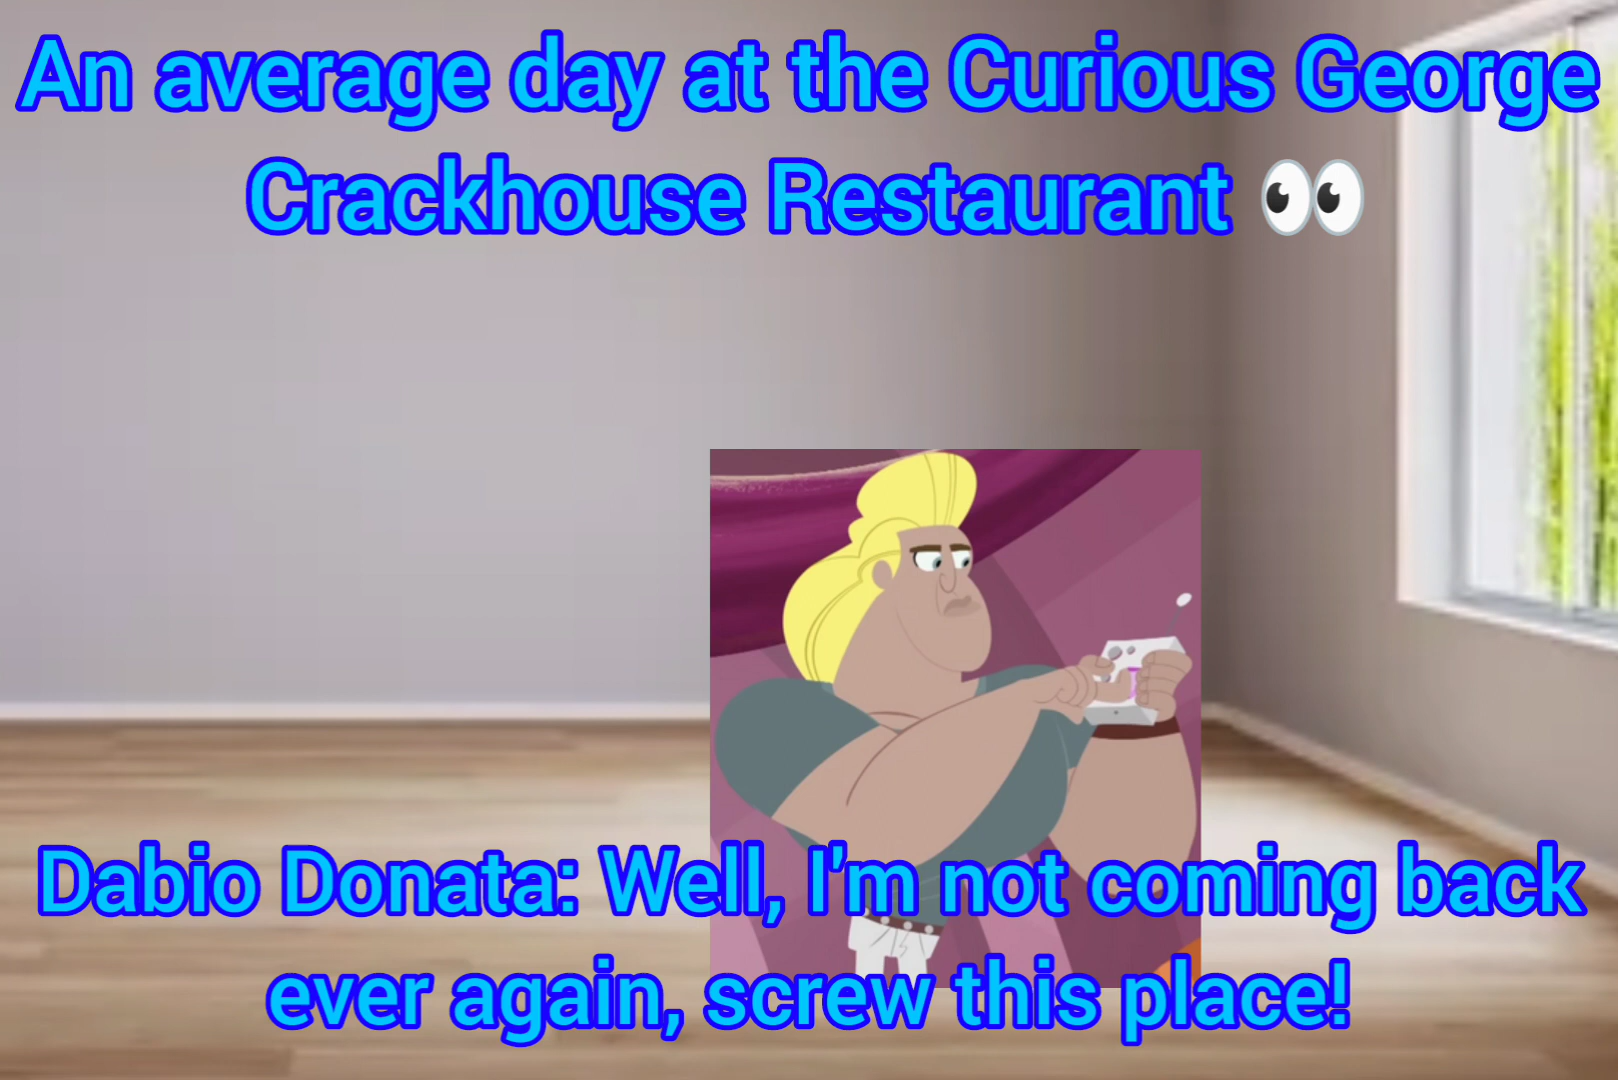 An average day at the Curious George
Crackhouse Restaurant 👀
Dabio Donata: Well, I'm not coming back
ever again, screw this place!